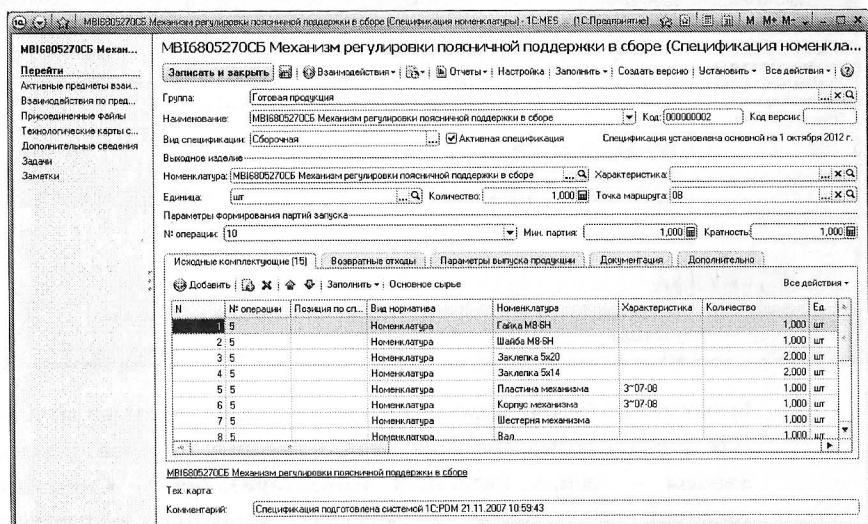 МВI6805270СБ Механизм регулировки поясничной поддержки в сборе (Спецификация номенклатуры) - 1С:MES ... (1С:Предприятие) M M+ M-
МВI6805270СБ Механ...
Перейти
Активные предметы взаи...
Взаимодействия по пред...
Присоединенные файлы
Технологические карты с...
Дополнительные сведения
Задачи
Заметки
МВI6805270СБ Механизм регулировки поясничной поддержки в сборе (Спецификация номенкла...
Записать и закрыть Взаимодействия Отчеты Настройка Заполнить Создать версию Установить Все действия
Группа: Готовая продукция ...
Наименование: МВI6805270СБ Механизм регулировки поясничной поддержки в сборе Код: 000000002 Код версии:
Вид спецификации: Сборочная ... Активная спецификация Спецификация установлена основной на 1 октября 2012 г.
Выходное изделие
Номенклатура: МВI6805270СБ Механизм регулировки поясничной поддержки в сборе ... Характеристика: ...
Единица: шт ... Количество: 1,000 Точка маршрута: 08 ...
Параметры формирования партий запуска
№ операции: 10 Мин. партия: 1,000 Кратность: 1,000
Исходные комплектующие (15) Возвратные отходы Параметры выпуска продукции Документация Дополнительно
Добавить Заполнить Основное сырье Все действия
N № операции Позиция по сп... Вид норматива Номенклатура Характеристика Количество Ед
1 5 Номенклатура Гайка М8-6Н 1,000 шт
2 5 Номенклатура Шайба М8-6Н 1,000 шт
3 5 Номенклатура Заклепка 5х20 2,000 шт
4 5 Номенклатура Заклепка 5х14 2,000 шт
5 5 Номенклатура Пластина механизма 3~07-08 1,000 шт
6 5 Номенклатура Корпус механизма 3~07-08 1,000 шт
7 5 Номенклатура Шестерня механизма 1,000 шт
8 5 Номенклатура Вал 1,000 шт
МВI6805270СБ Механизм регулировки поясничной поддержки в сборе
Тех. карта:
Комментарий: Спецификация подготовлена системой 1С:PDM 21.11.2007 10:59:43